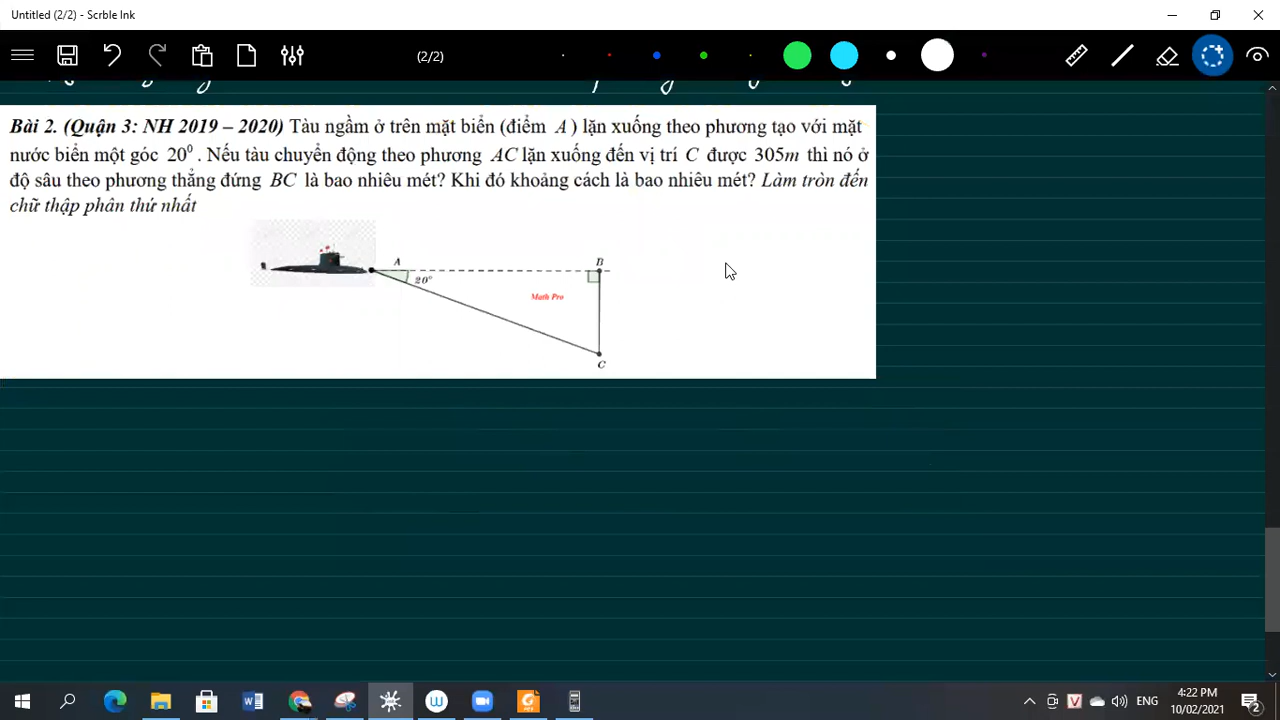 Untitled (2/2) - Scrble Ink
(2/2)
Bài 2. (Quận 3: NH 2019 – 2020) Tàu ngầm ở trên mặt biển (điểm A) lặn xuống theo phương tạo với mặt
nước biển một góc 20⁰. Nếu tàu chuyển động theo phương AC lặn xuống đến vị trí C được 305m thì nó ở
độ sâu theo phương thẳng đứng BC là bao nhiêu mét? Khi đó khoảng cách là bao nhiêu mét? Làm tròn đến
chữ thập phân thứ nhất
A
B
20°
Math Pro
C
ENG
4:22 PM
10/02/2021